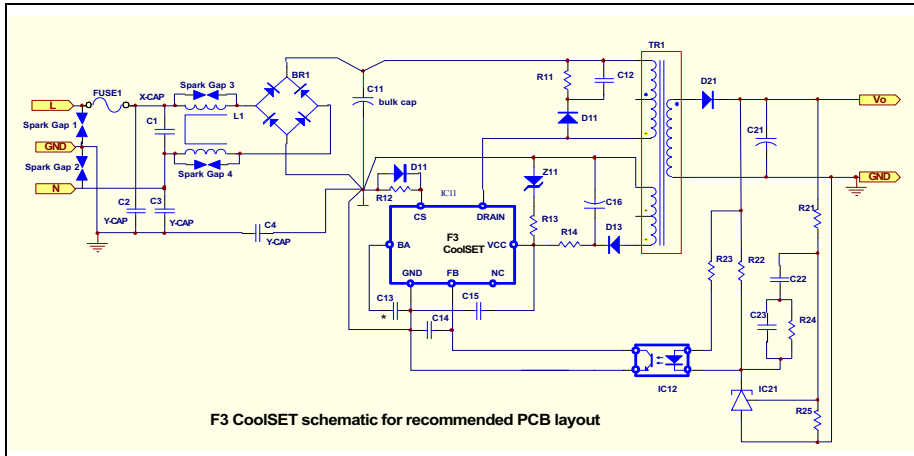 TR1
BR1
Spark Gap 3
FUSE1
X-CAP
L
L1
C11
bulk cap
R11
C12
D21
Vo
D11
Spark Gap 1
C1
GND
Spark Gap 2
Spark Gap 4
N
C21
GND
D11
R12
IC11
Z11
C16
C2
C3
Y-CAP
Y-CAP
C4
Y-CAP
CS
DRAIN
F3
CoolSET
BA
VCC
GND
FB
NC
R13
R14
D13
R21
R23
R22
C22
C13
*
C15
C14
C23
R24
IC12
IC21
R25
F3 CoolSET schematic for recommended PCB layout